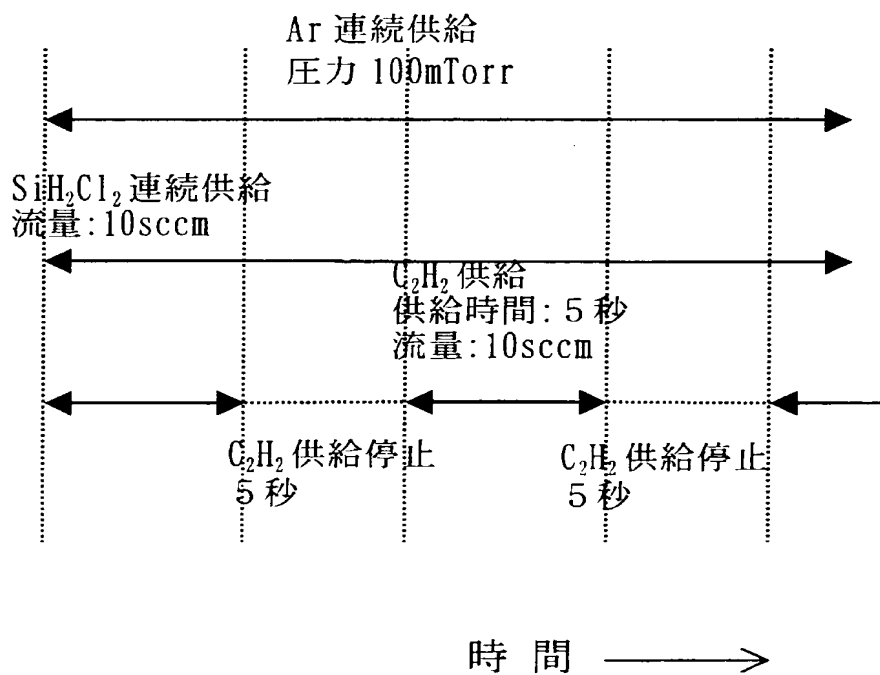 Ar 連続供給
圧力 100mTorr
SiH₂Cl₂ 連続供給
流量:10sccm
C₂H₂ 供給
供給時間:５秒
流量:10sccm
C₂H₂ 供給停止
５秒
C₂H₂ 供給停止
５秒
時 間